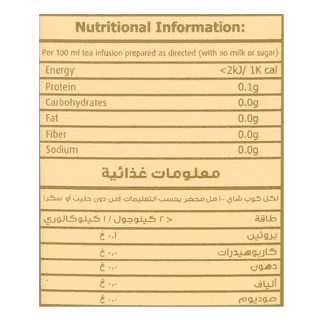 Nutritional Information:
Per 100 ml tea infusion prepared as directed (with no milk or sugar)
Energy <2kJ/ 1K cal
Protein 0.1g
Carbohydrates 0.0g
Fat 0.0g
Fiber 0.0g
Sodium 0.0g
معلومات غذائية
لكل كوب شاي ١٠٠ مل محضر بحسب التعليمات (من دون حليب أو سكر)
طاقة < ٢ كيلوجول / ١ كيلوكالوري
بروتين ٠,١ غ
كاربوهيدرات ٠,٠ غ
دهون ٠,٠ غ
ألياف ٠,٠ غ
صوديوم ٠,٠ غ